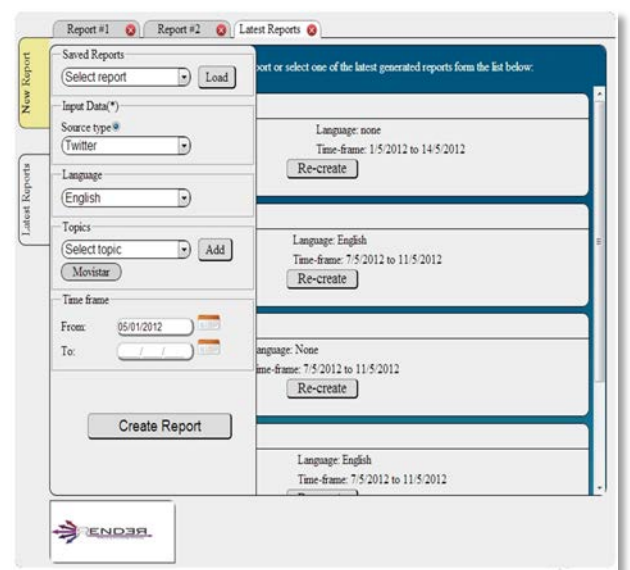 Report #1
Report #2
Latest Reports
New Report
Latest Reports
Saved Reports
Select report
Load
Input Data(*)
Source type
Twitter
Language
English
Topics
Select topic
Add
Movistar
Time frame
From:
05/01/2012
To:
/ /
Create Report
port or select one of the latest generated reports form the list below:
Language: none
Time-frame: 1/5/2012 to 14/5/2012
Re-create
Language: English
Time-frame: 7/5/2012 to 11/5/2012
Re-create
anguage: None
ime-frame: 7/5/2012 to 11/5/2012
Re-create
Language: English
Time-frame: 7/5/2012 to 11/5/2012
RENDER